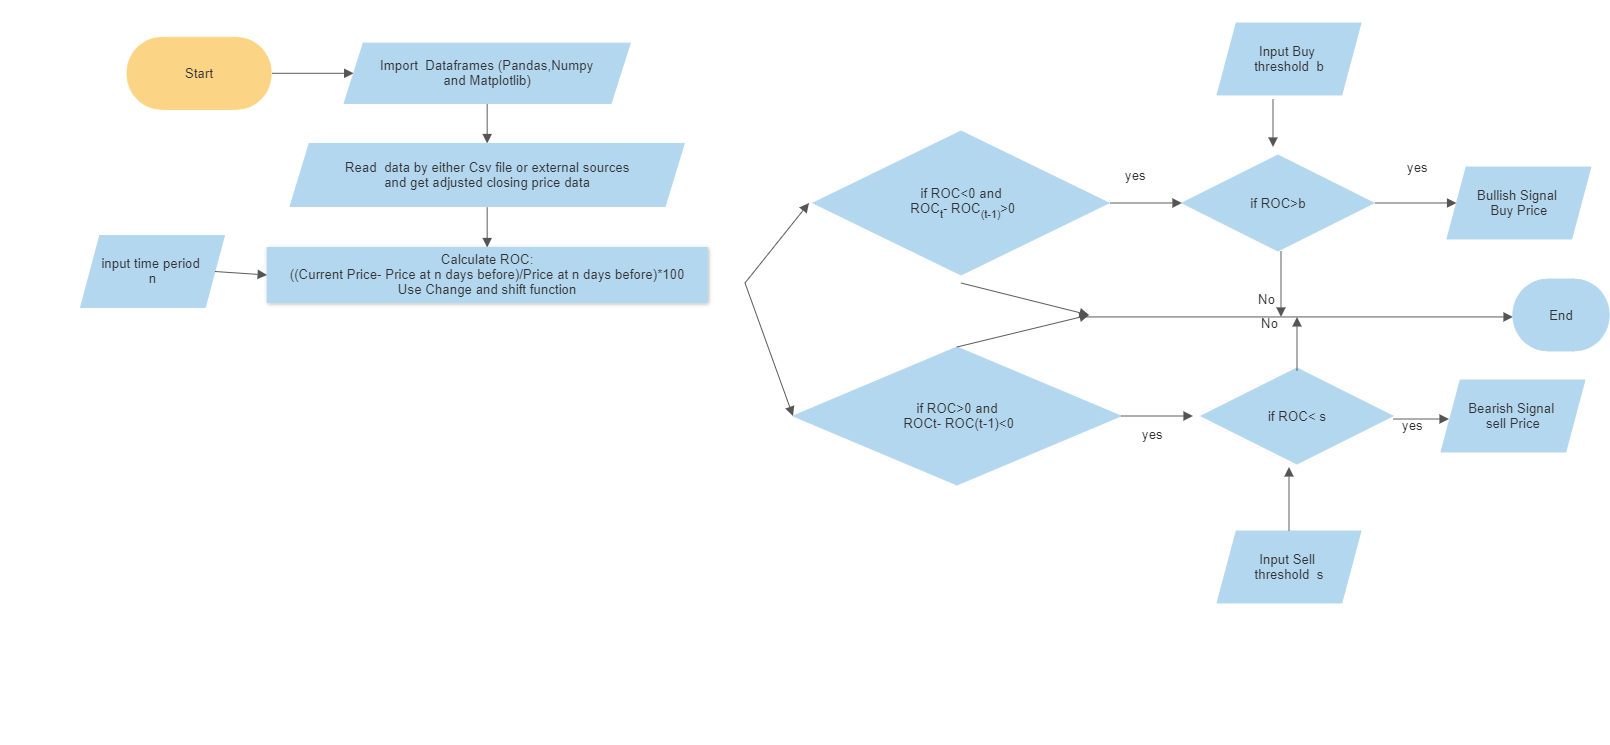 Start
Import  Dataframes (Pandas,Numpy
and Matplotlib)
Read  data by either Csv file or external sources
and get adjusted closing price data
input time period
n
Calculate ROC:
((Current Price- Price at n days before)/Price at n days before)*100
Use Change and shift function
Input Buy
threshold  b
if ROC<0 and
ROCt- ROC(t-1)>0
yes
if ROC>b
yes
Bullish Signal
Buy Price
No
No
End
if ROC>0 and
ROCt- ROC(t-1)<0
yes
if ROC< s
yes
Bearish Signal
sell Price
Input Sell
threshold  s